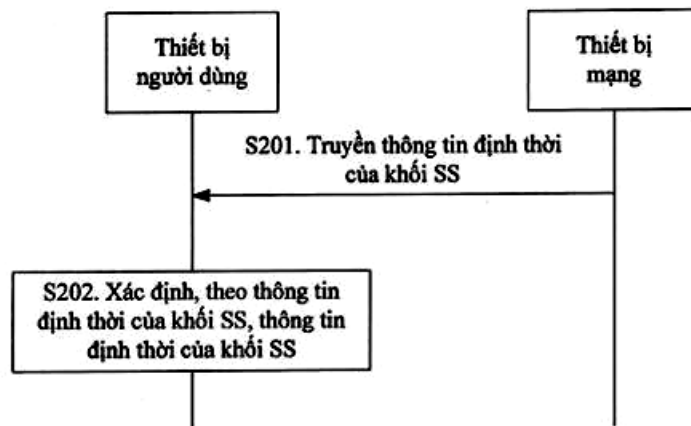 Thiết bị
người dùng
Thiết bị
mạng
S201. Truyền thông tin định thời
của khối SS
S202. Xác định, theo thông tin
định thời của khối SS, thông tin
định thời của khối SS